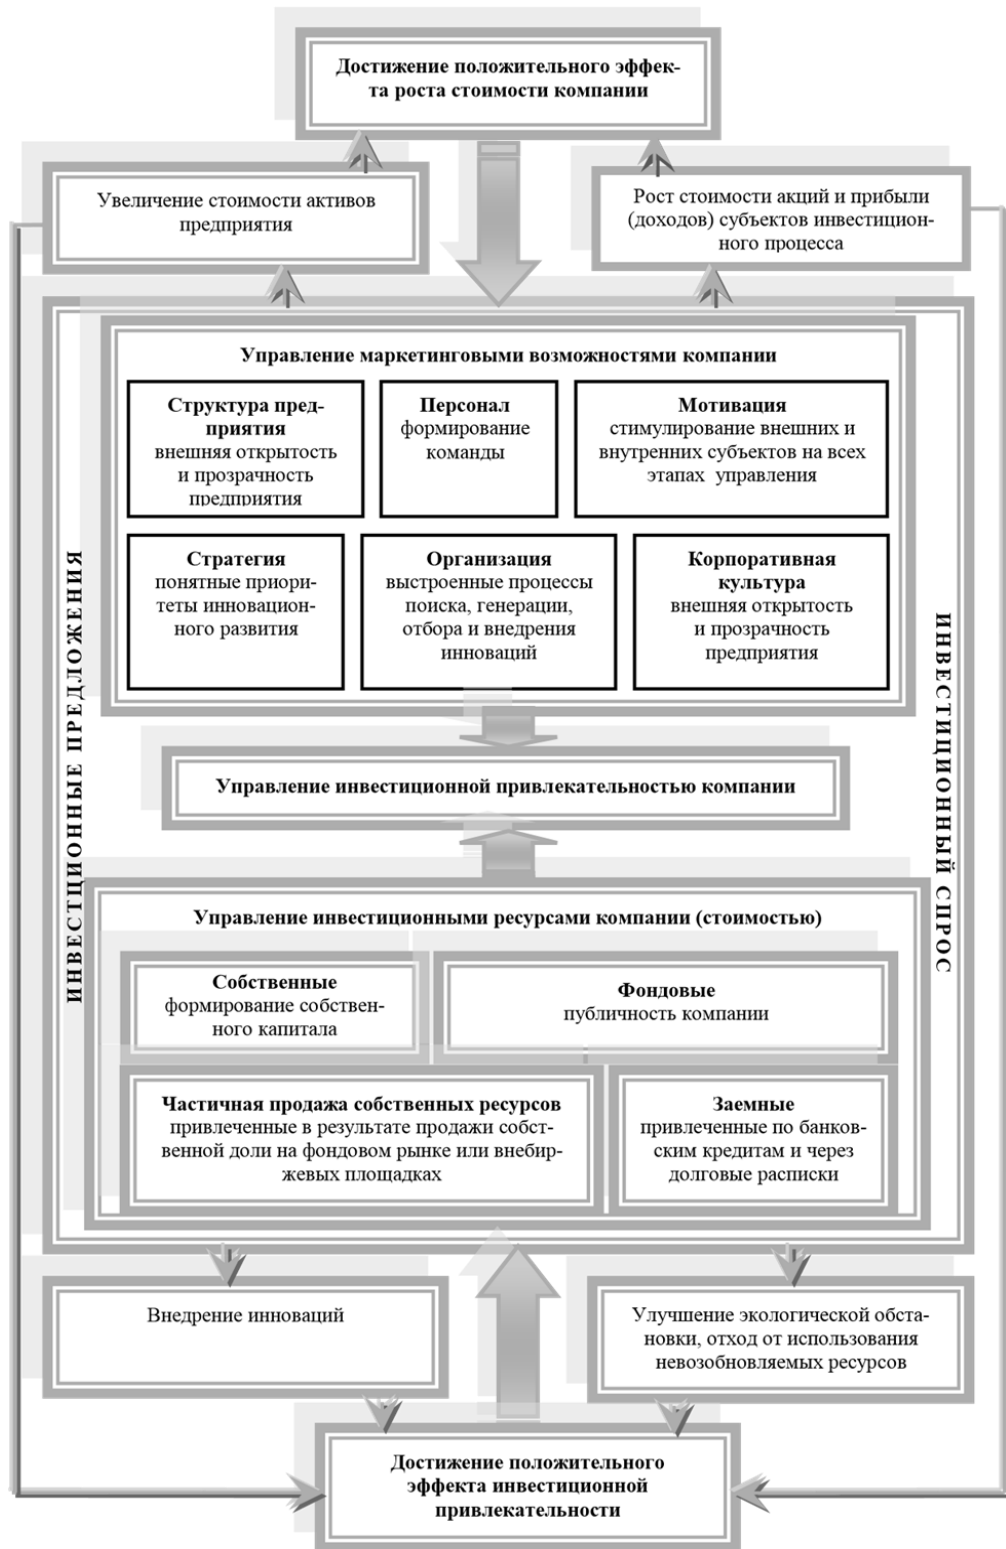 Достижение положительного эффек-
та роста стоимости компании
Увеличение стоимости активов
предприятия
Рост стоимости акций и прибыли
(доходов) субъектов инвестицион-
ного процесса
ИНВЕСТЦИОННЫЕ ПРЕДЛОЖЕНИЯ
ИНВЕСТИЦИОННЫЙ СПРОС
Управление маркетинговыми возможностями компании
Структура пред-
приятия
внешняя открытость
и прозрачность
предприятия
Персонал
формирование
команды
Мотивация
стимулирование внешних и
внутренних субъектов на всех
этапах управления
Стратегия
понятные приори-
теты инновацион-
ного развития
Организация
выстроенные процессы
поиска, генерации,
отбора и внедрения
инноваций
Корпоративная
культура
внешняя открытость
и прозрачность
предприятия
Управление инвестиционной привлекательностью компании
Управление инвестиционными ресурсами компании (стоимостью)
Собственные
формирование собствен-
ного капитала
Фондовые
публичность компании
Частичная продажа собственных ресурсов
привлеченные в результате продажи собст-
венной доли на фондовом рынке или внебир-
жевых площадках
Заемные
привлеченные по банков-
ским кредитам и через
долговые расписки
Внедрение инноваций
Улучшение экологической обста-
новки, отход от использования
невозобновляемых ресурсов
Достижение положительного
эффекта инвестиционной
привлекательности